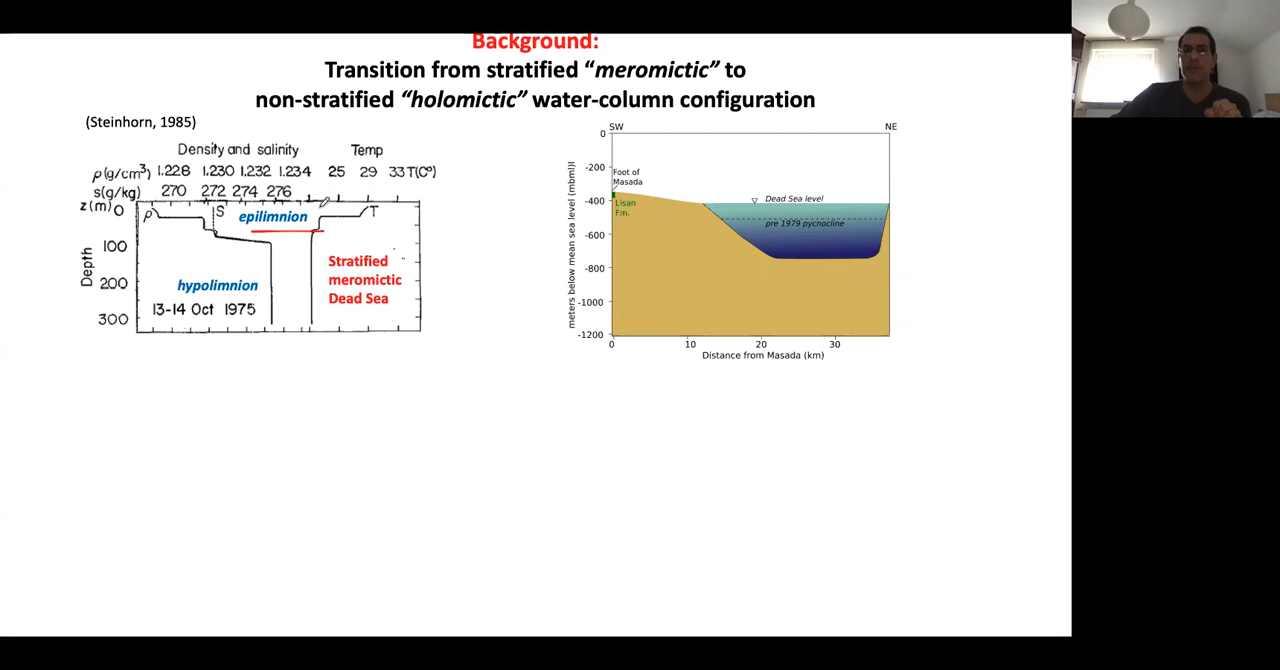 Background:
Transition from stratified “meromictic” to
non-stratified “holomictic” water-column configuration
(Steinhorn, 1985)
Density and salinity Temp
ρ(g/cm³) 1.228 1.230 1.232 1.234 25 29 33 T(C°)
s(g/kg) 270 272 274 276
z(m) 0
ρ S epilimnion T
100
200
300
Depth
Stratified
meromictic
Dead Sea
hypolimnion
13-14 Oct 1975
SW NE
0
-200
-400
-600
-800
-1000
-1200
meters below mean sea level (mbml)l
Foot of
Masada
Lisan
Fm.
Dead Sea level
pre 1979 pycnocline
0 10 20 30
Distance from Masada (km)